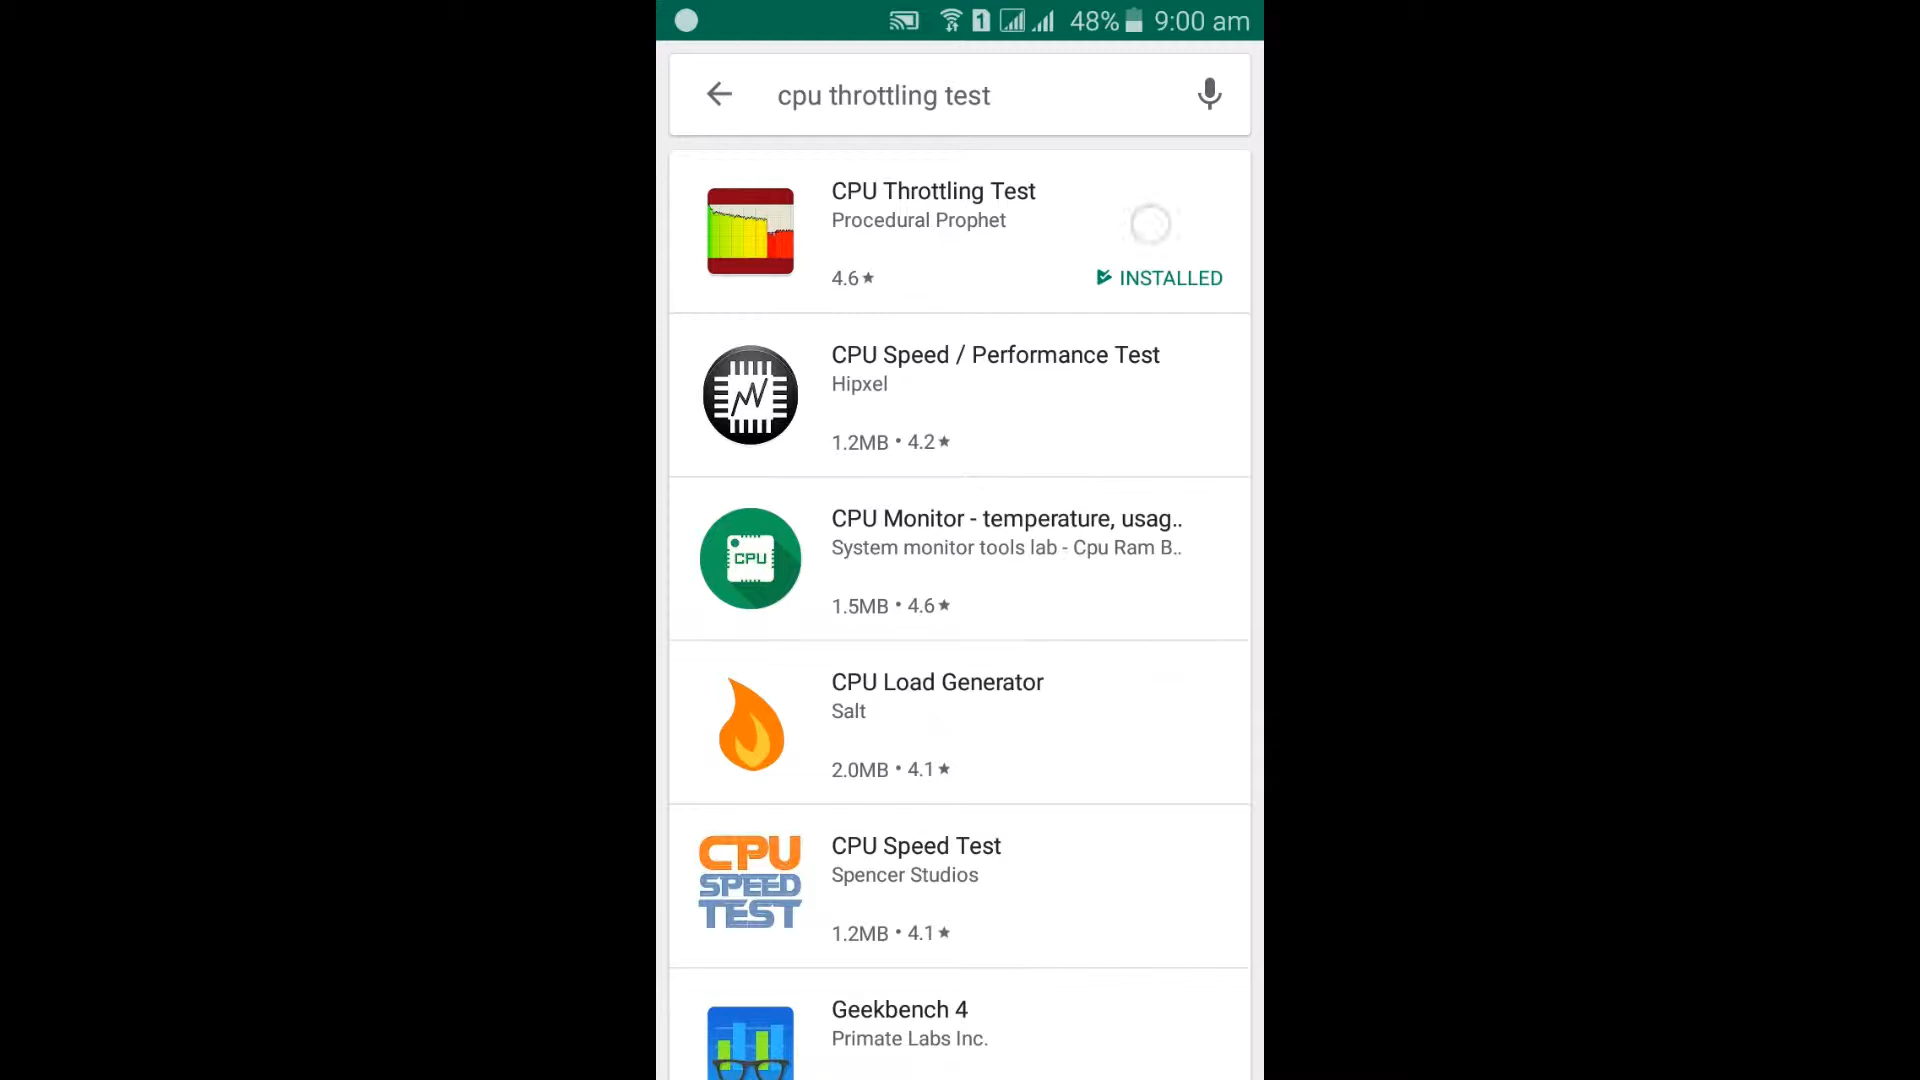 1 48% 9:00 am
cpu throttling test
CPU Throttling Test
Procedural Prophet
4.6★ INSTALLED
CPU Speed / Performance Test
Hipxel
1.2MB • 4.2★
CPU Monitor - temperature, usag..
System monitor tools lab - Cpu Ram B..
CPU
1.5MB • 4.6★
CPU Load Generator
Salt
2.0MB • 4.1★
CPU
SPEED
TEST
CPU Speed Test
Spencer Studios
1.2MB • 4.1★
Geekbench 4
Primate Labs Inc.